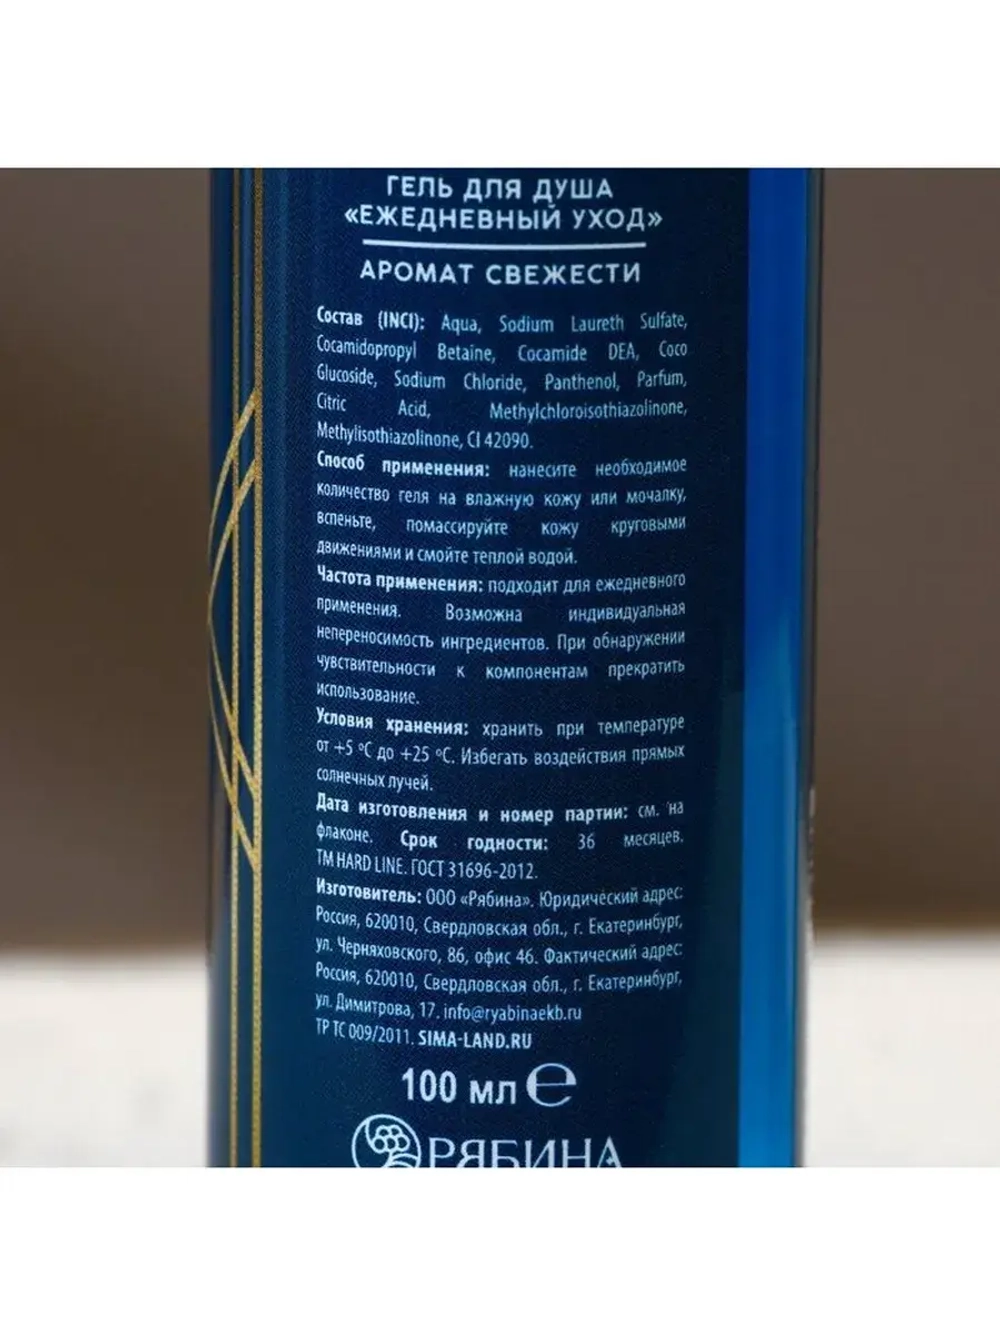 ГЕЛЬ ДЛЯ ДУША
«ЕЖЕДНЕВНЫЙ УХОД»
АРОМАТ СВЕЖЕСТИ
Состав (INCI): Aqua, Sodium Laureth Sulfate,
Cocamidopropyl Betaine, Cocamide DEA, Coco
Glucoside, Sodium Chloride, Panthenol, Parfum,
Citric Acid, Methylchloroisothiazolinone,
Methylisothiazolinone, CI 42090.
Способ применения: нанесите необходимое
количество геля на влажную кожу или мочалку,
вспеньте, помассируйте кожу круговыми
движениями и смойте теплой водой.
Частота применения: подходит для ежедневного
применения. Возможна индивидуальная
непереносимость ингредиентов. При обнаружении
чувствительности к компонентам прекратить
использование.
Условия хранения: хранить при температуре
от +5 ºС до +25 ºС. Избегать воздействия прямых
солнечных лучей.
Дата изготовления и номер партии: см. на
флаконе. Срок годности: 36 месяцев.
TM HARD LINE. ГОСТ 31696-2012.
Изготовитель: ООО «Рябина». Юридический адрес:
Россия, 620010, Свердловская обл., г. Екатеринбург,
ул. Черняховского, 86, офис 46. Фактический адрес:
Россия, 620010, Свердловская обл., г. Екатеринбург,
ул. Димитрова, 17. info@ryabinaekb.ru
ТР ТС 009/2011. SIMA-LAND.RU
100 мл ℮
РЯБИНА